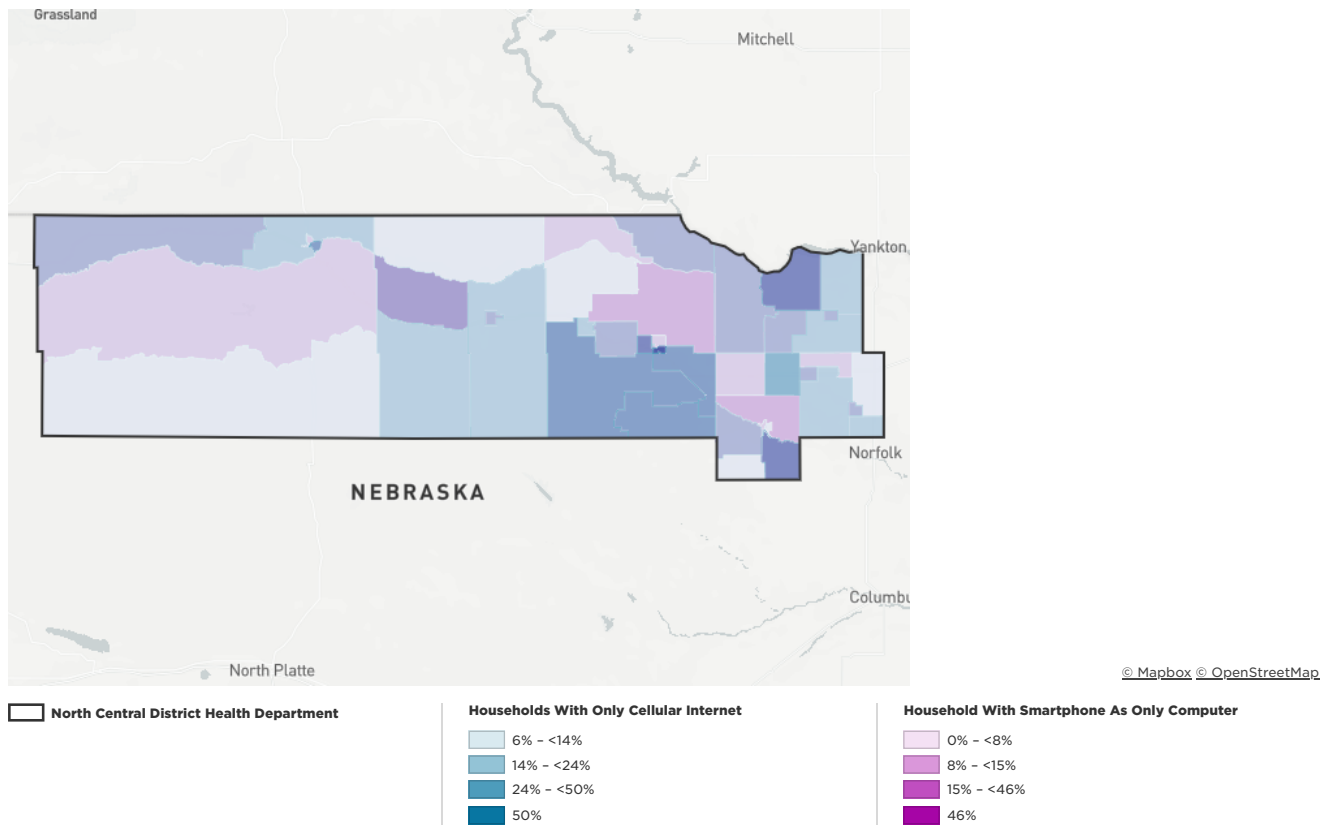 Grassland
Mitchell
Yankton
Norfolk
NEBRASKA
Columbu
North Platte
© Mapbox © OpenStreetMap
North Central District Health Department
Households With Only Cellular Internet
6% – <14%
14% – <24%
24% – <50%
50%
Household With Smartphone As Only Computer
0% – <8%
8% – <15%
15% – <46%
46%